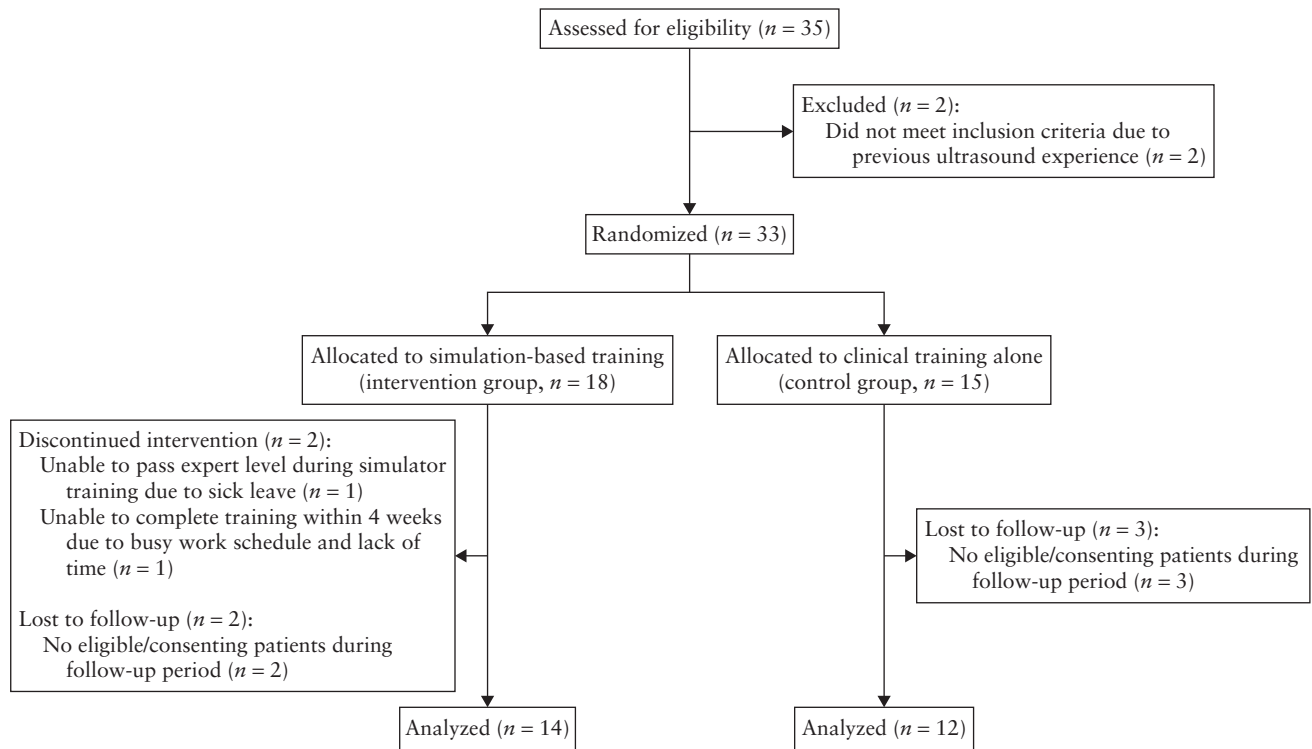 Assessed for eligibility (n = 35)
Excluded (n = 2):
Did not meet inclusion criteria due to
previous ultrasound experience (n = 2)
Randomized (n = 33)
Allocated to simulation-based training
(intervention group, n = 18)
Allocated to clinical training alone
(control group, n = 15)
Discontinued intervention (n = 2):
Unable to pass expert level during simulator
training due to sick leave (n = 1)
Unable to complete training within 4 weeks
due to busy work schedule and lack of
time (n = 1)
Lost to follow-up (n = 2):
No eligible/consenting patients during
follow-up period (n = 2)
Lost to follow-up (n = 3):
No eligible/consenting patients during
follow-up period (n = 3)
Analyzed (n = 14)
Analyzed (n = 12)